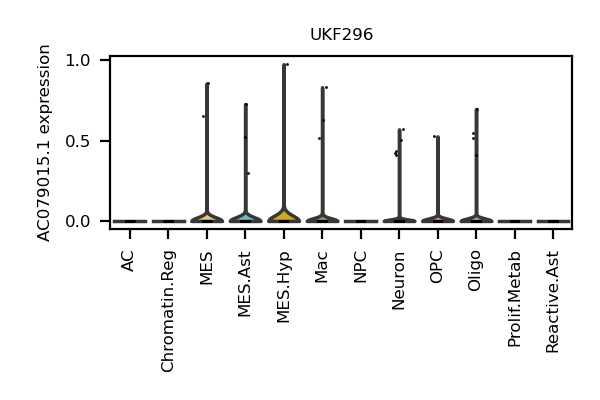 UKF296
AC079015.1 expression
1.0
0.5
0.0
AC
Chromatin.Reg
MES
MES.Ast
MES.Hyp
Mac
NPC
Neuron
OPC
Oligo
Prolif.Metab
Reactive.Ast